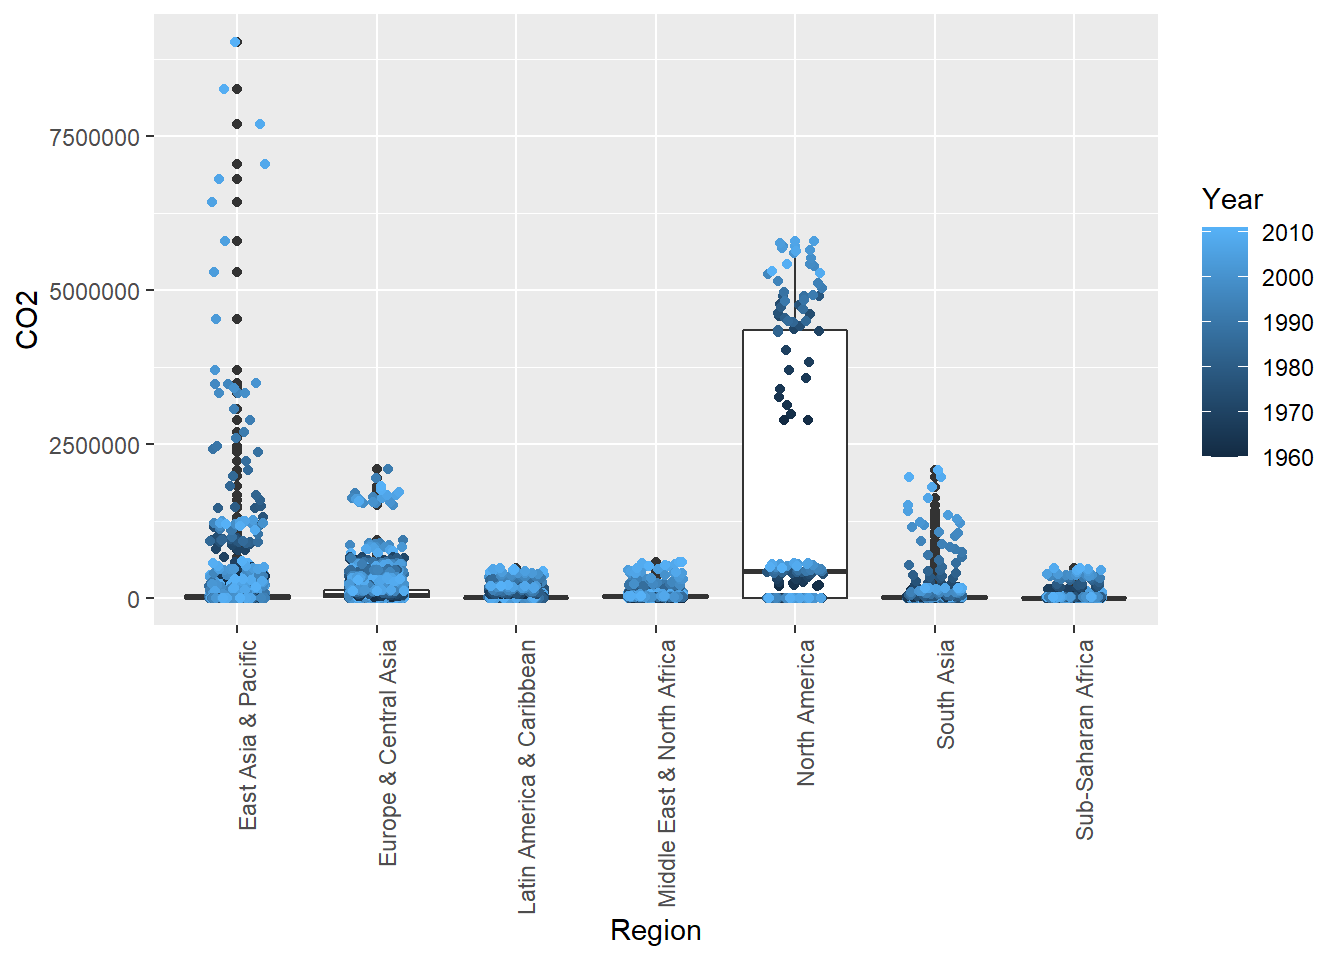 CO2
7500000
5000000
2500000
0
East Asia & Pacific
Europe & Central Asia
Latin America & Caribbean
Middle East & North Africa
North America
South Asia
Sub-Saharan Africa
Region
Year
2010
2000
1990
1980
1970
1960